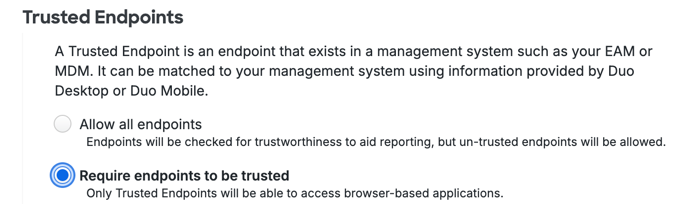 Trusted Endpoints
A Trusted Endpoint is an endpoint that exists in a management system such as your EAM or
MDM. It can be matched to your management system using information provided by Duo
Desktop or Duo Mobile.
Allow all endpoints
Endpoints will be checked for trustworthiness to aid reporting, but un-trusted endpoints will be allowed.
Require endpoints to be trusted
Only Trusted Endpoints will be able to access browser-based applications.